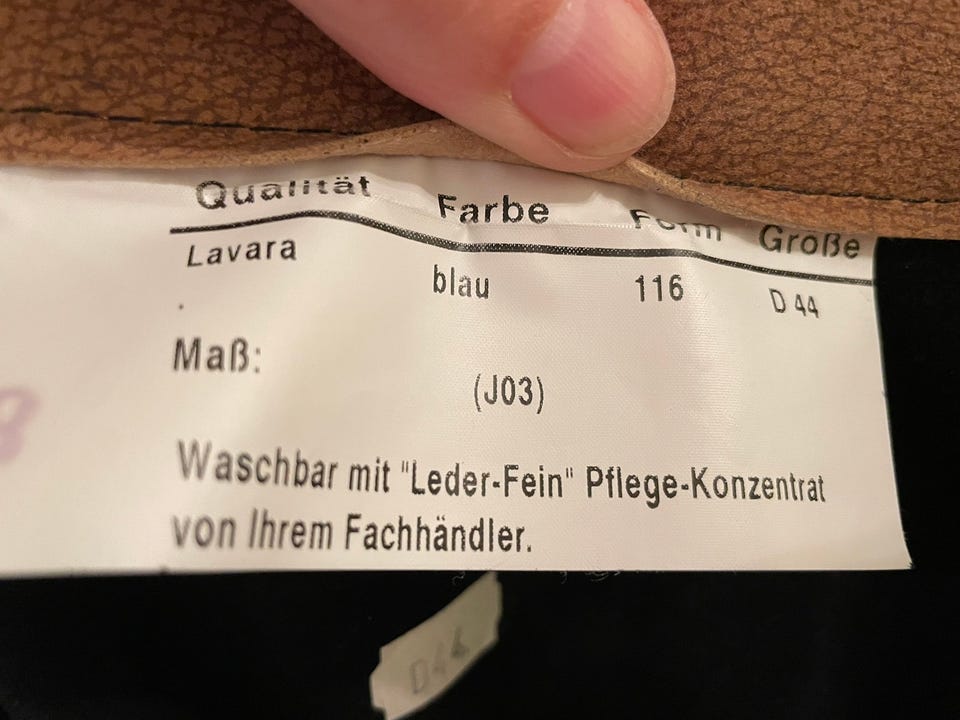 Qualität Farbe Form Größe
Lavara blau 116 D 44
Maß:
(J03)
Waschbar mit "Leder-Fein" Pflege-Konzentrat
von Ihrem Fachhändler.
D44